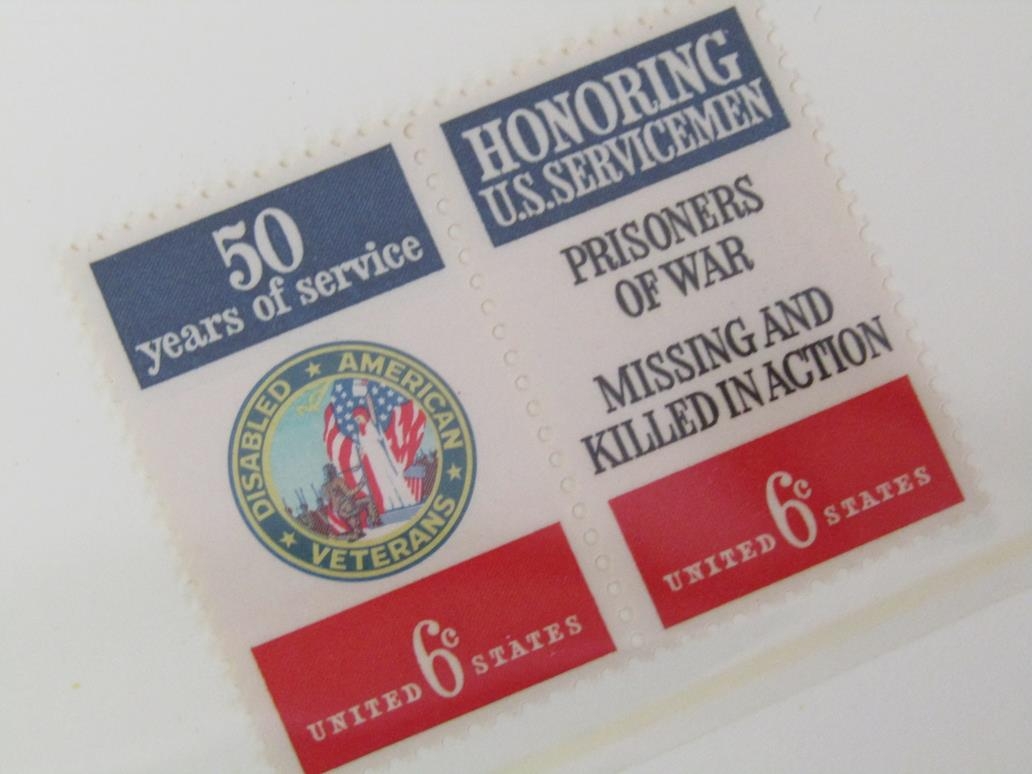 50
years of service
DISABLED ★ AMERICAN ★ VETERANS ★
UNITED 6c STATES
HONORING
U.S. SERVICEMEN
PRISONERS
OF WAR
MISSING AND
KILLED IN ACTION
UNITED 6c STATES